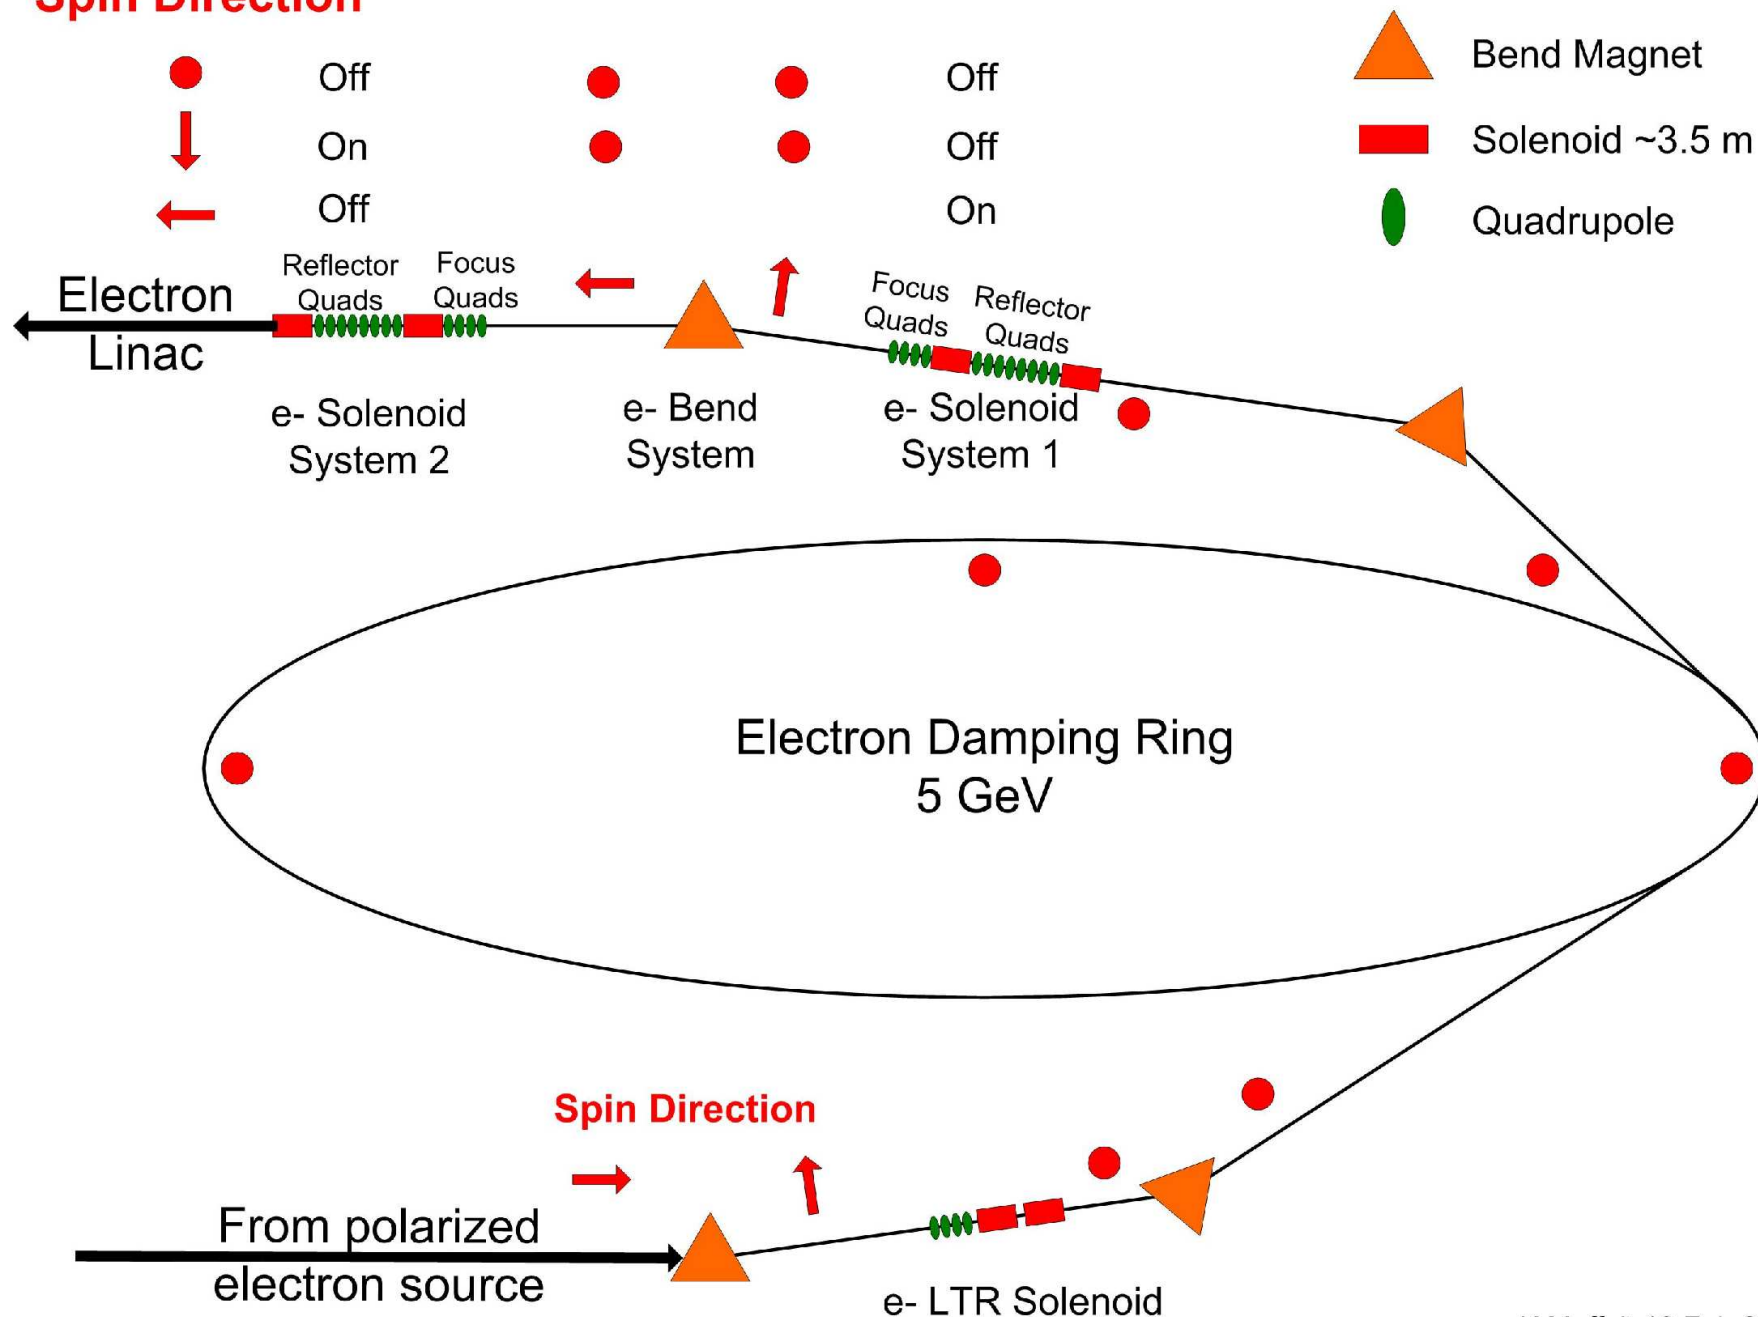 Spin Direction
Off
Off
Bend Magnet
On
Off
Solenoid ~3.5 m
Off
On
Quadrupole
Reflector
Quads
Focus
Quads
Focus
Quads
Reflector
Quads
Electron
Linac
e- Solenoid
System 2
e- Bend
System
e- Solenoid
System 1
Electron Damping Ring
5 GeV
Spin Direction
From polarized
electron source
e- LTR Solenoid